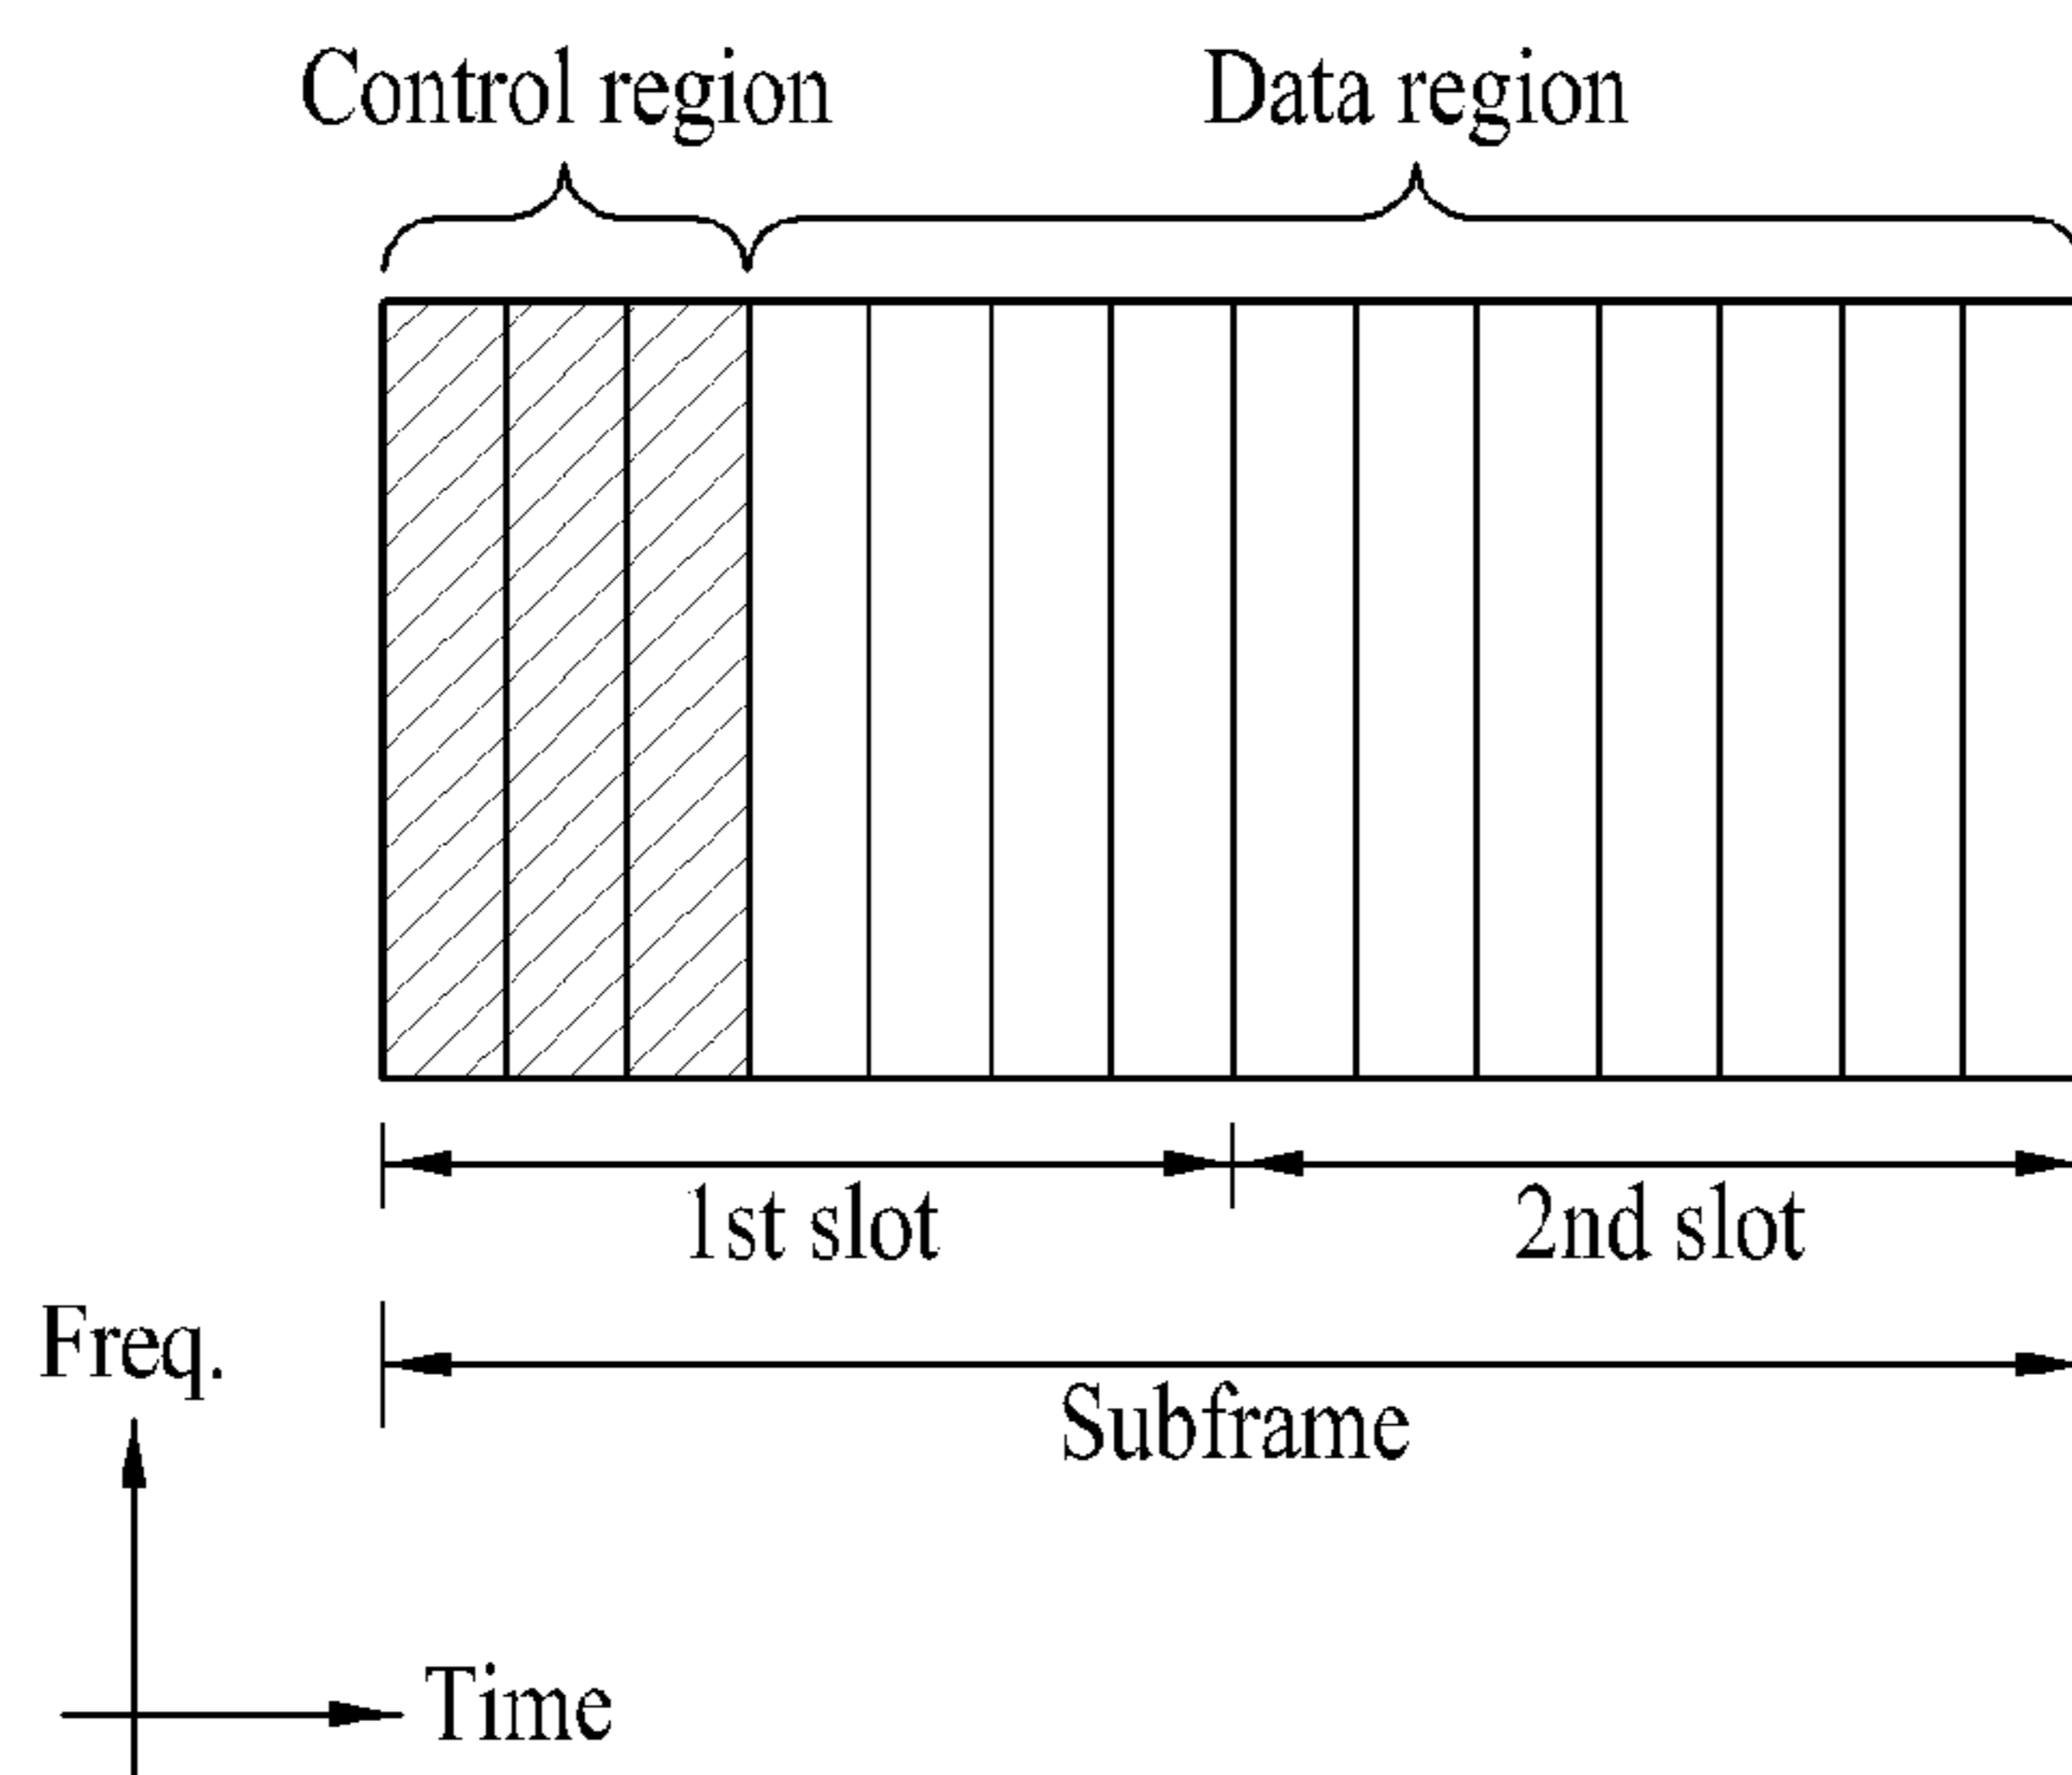 Control region
Data region
1st slot
2nd slot
Subframe
Freq.
Time